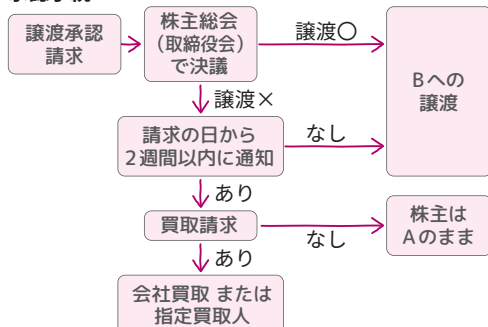 譲渡承認
請求
株主総会
（取締役会）
で決議
譲渡〇
Bへの
譲渡
譲渡×
請求の日から
2週間以内に通知
なし
あり
買取請求
なし
株主は
Aのまま
あり
会社買取 または
指定買取人